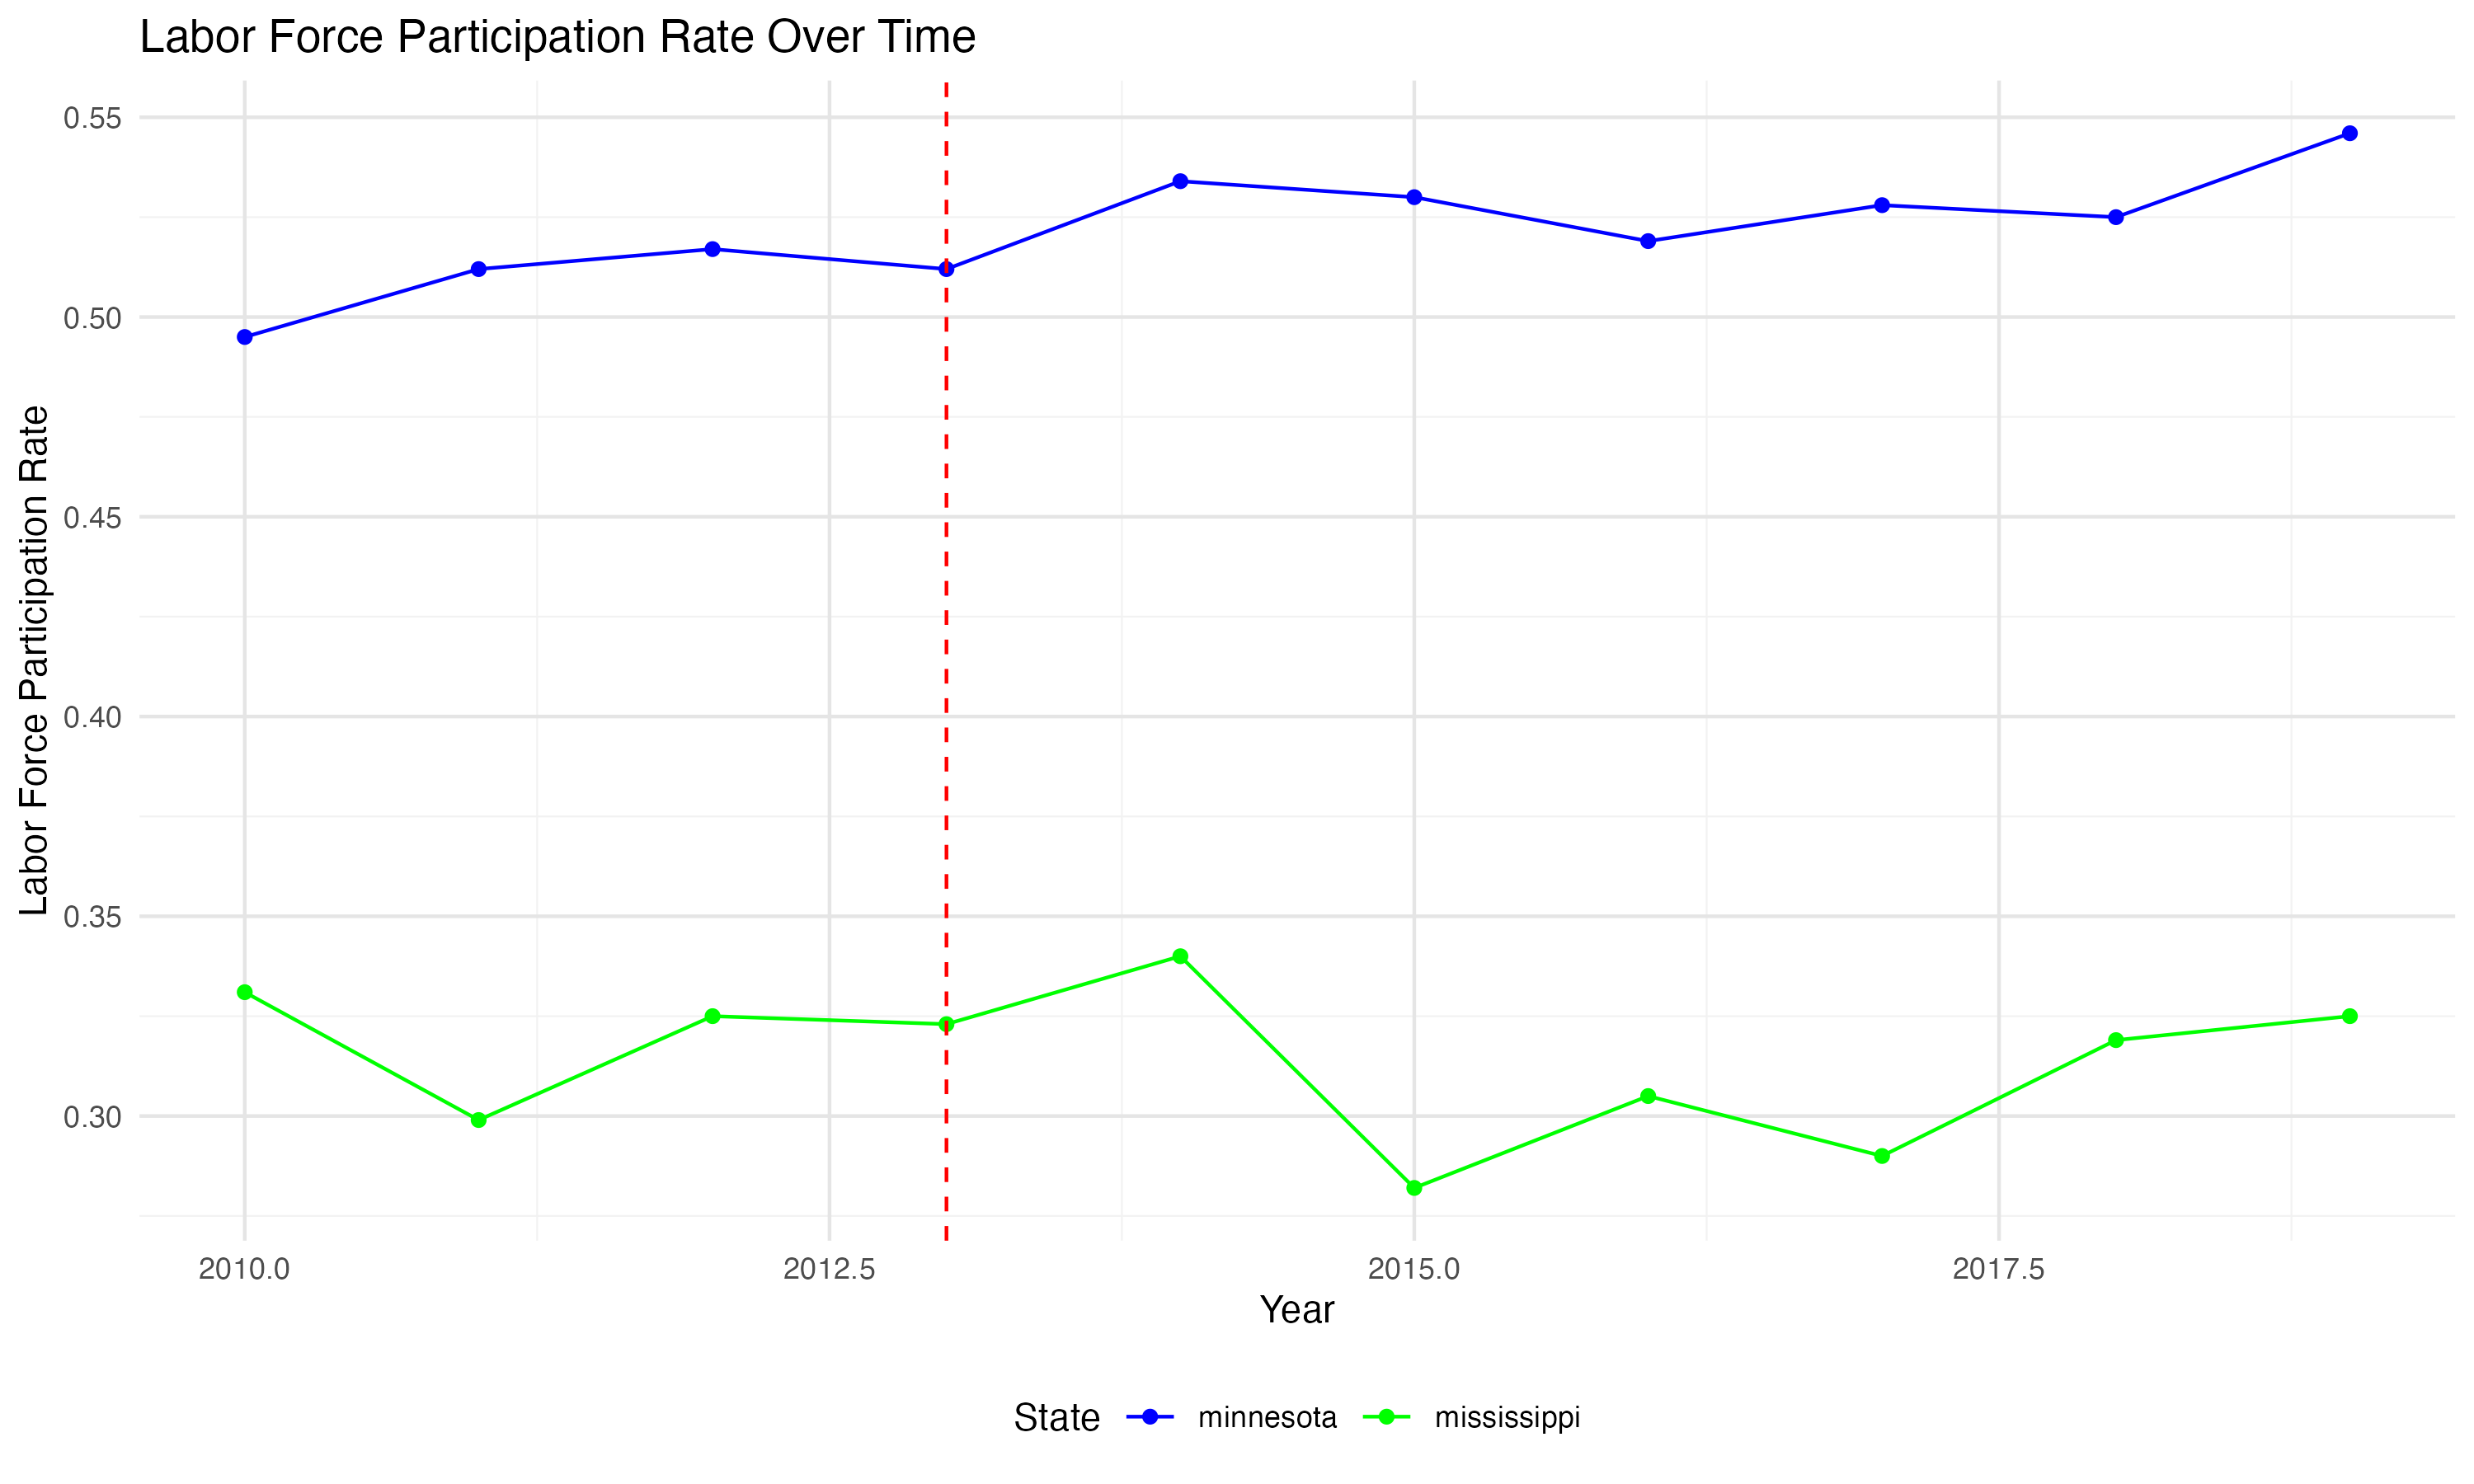 Labor Force Participation Rate Over Time
Labor Force Participation Rate
0.55
0.50
0.45
0.40
0.35
0.30
2010.0 2012.5 2015.0 2017.5
Year
State minnesota mississippi